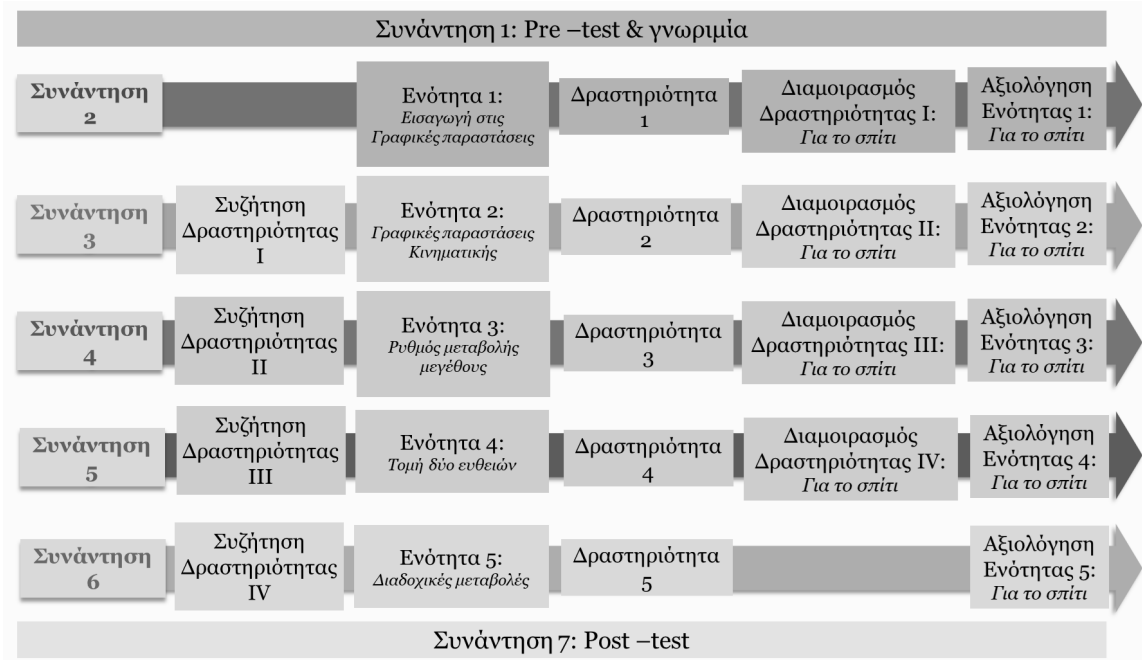 Συνάντηση 1: Pre –test & γνωριμία
Συνάντηση
2
Ενότητα 1:
Εισαγωγή στις
Γραφικές παραστάσεις
Δραστηριότητα
1
Διαμοιρασμός
Δραστηριότητας I:
Για το σπίτι
Αξιολόγηση
Ενότητας 1:
Για το σπίτι
Συνάντηση
3
Συζήτηση
Δραστηριότητας
I
Ενότητα 2:
Γραφικές παραστάσεις
Κινηματικής
Δραστηριότητα
2
Διαμοιρασμός
Δραστηριότητας II:
Για το σπίτι
Αξιολόγηση
Ενότητας 2:
Για το σπίτι
Συνάντηση
4
Συζήτηση
Δραστηριότητας
II
Ενότητα 3:
Ρυθμός μεταβολής
μεγέθους
Δραστηριότητα
3
Διαμοιρασμός
Δραστηριότητας III:
Για το σπίτι
Αξιολόγηση
Ενότητας 3:
Για το σπίτι
Συνάντηση
5
Συζήτηση
Δραστηριότητας
III
Ενότητα 4:
Τομή δύο ευθειών
Δραστηριότητα
4
Διαμοιρασμός
Δραστηριότητας IV:
Για το σπίτι
Αξιολόγηση
Ενότητας 4:
Για το σπίτι
Συνάντηση
6
Συζήτηση
Δραστηριότητας
IV
Ενότητα 5:
Διαδοχικές μεταβολές
Δραστηριότητα
5
Αξιολόγηση
Ενότητας 5:
Για το σπίτι
Συνάντηση 7: Post –test